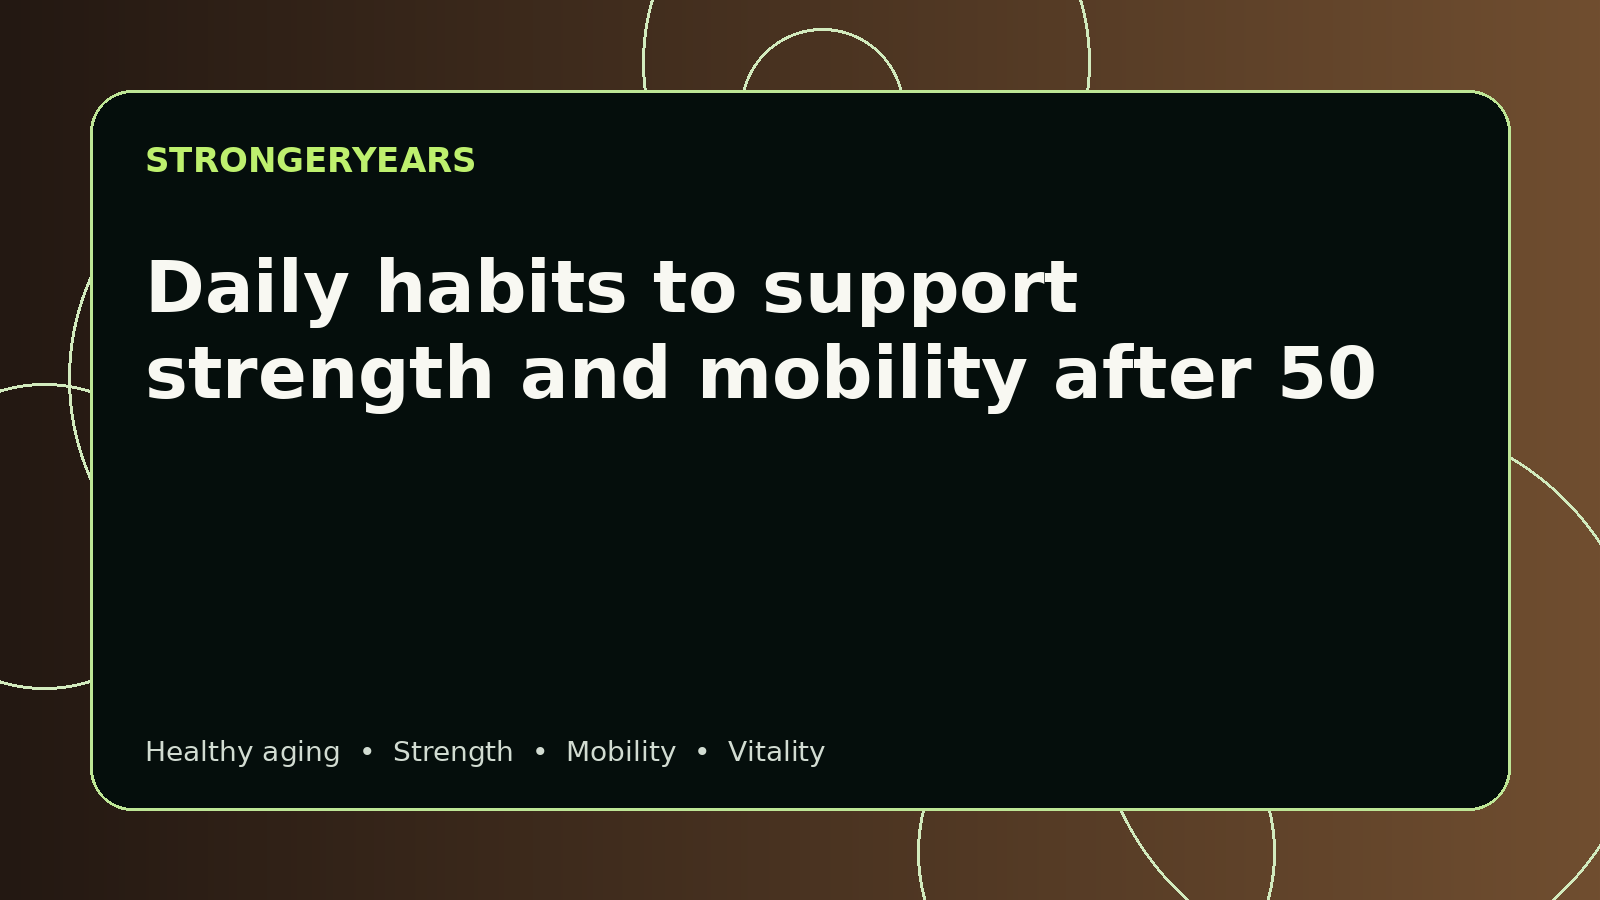 STRONGERYEARS
Daily habits to support
strength and mobility after 50
Healthy aging • Strength • Mobility • Vitality